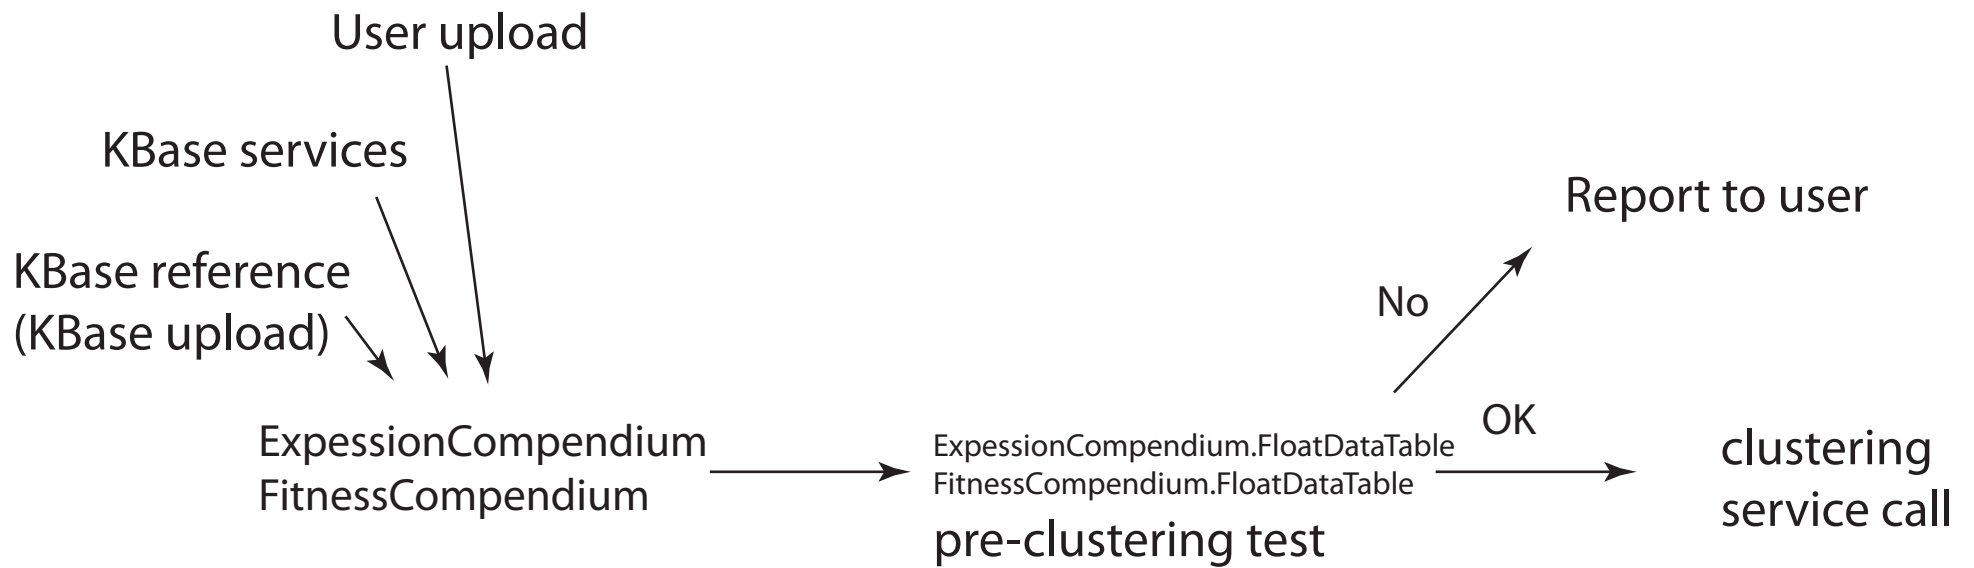 User upload
KBase services
KBase reference
(KBase upload)
ExpessionCompendium
FitnessCompendium
ExpessionCompendium.FloatDataTable
FitnessCompendium.FloatDataTable
pre-clustering test
No
Report to user
OK
clustering
service call